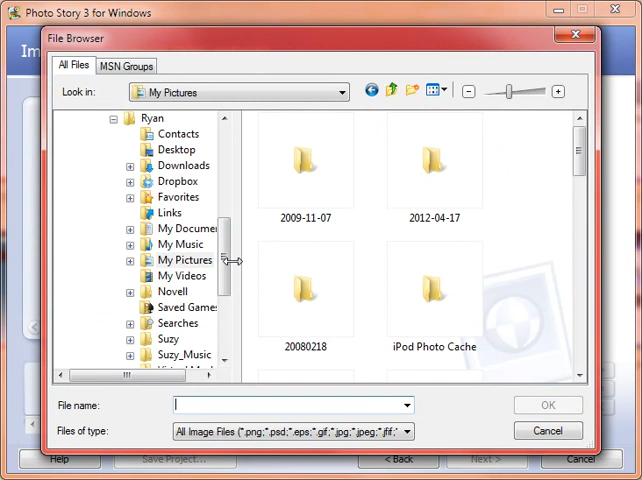 Photo Story 3 for Windows
Im
File Browser
All Files
MSN Groups
Look in:
My Pictures
Ryan
Contacts
Desktop
Downloads
Dropbox
Favorites
Links
My Docume
My Music
My Pictures
My Videos
Novell
Saved Games
Searches
Suzy
Suzy_Music
2009-11-07
2012-04-17
20080218
iPod Photo Cache
File name:
OK
Files of type:
All Image Files (*.png;*.psd;*.eps;*.gif;*.jpg;*.jpeg;*.jfif;*
Cancel
Help
Save Project...
< Back
Next >
Cancel